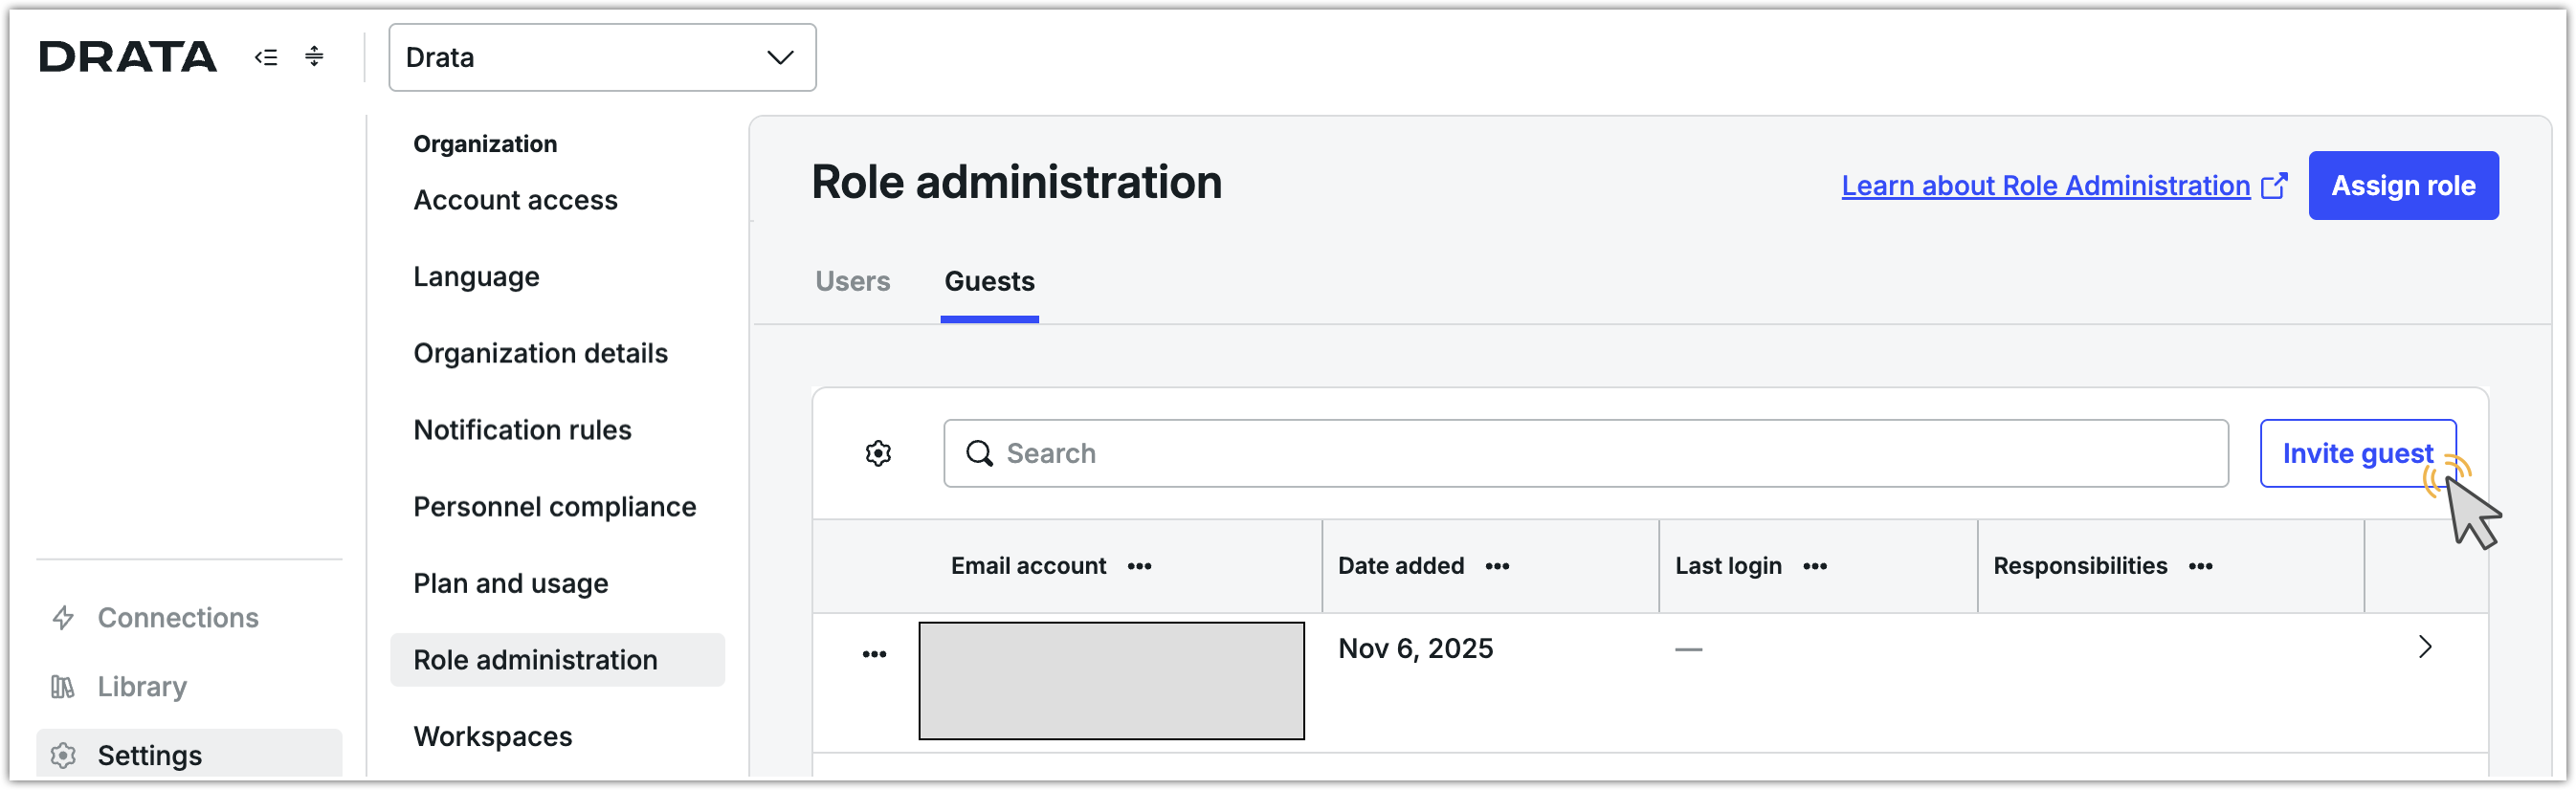 DRATA
Drata
Organization
Account access
Language
Organization details
Notification rules
Personnel compliance
Plan and usage
Role administration
Workspaces
Connections
Library
Settings
Role administration
Learn about Role Administration
Assign role
Users Guests
Search
Invite guest
Email account Date added Last login Responsibilities
Nov 6, 2025 —